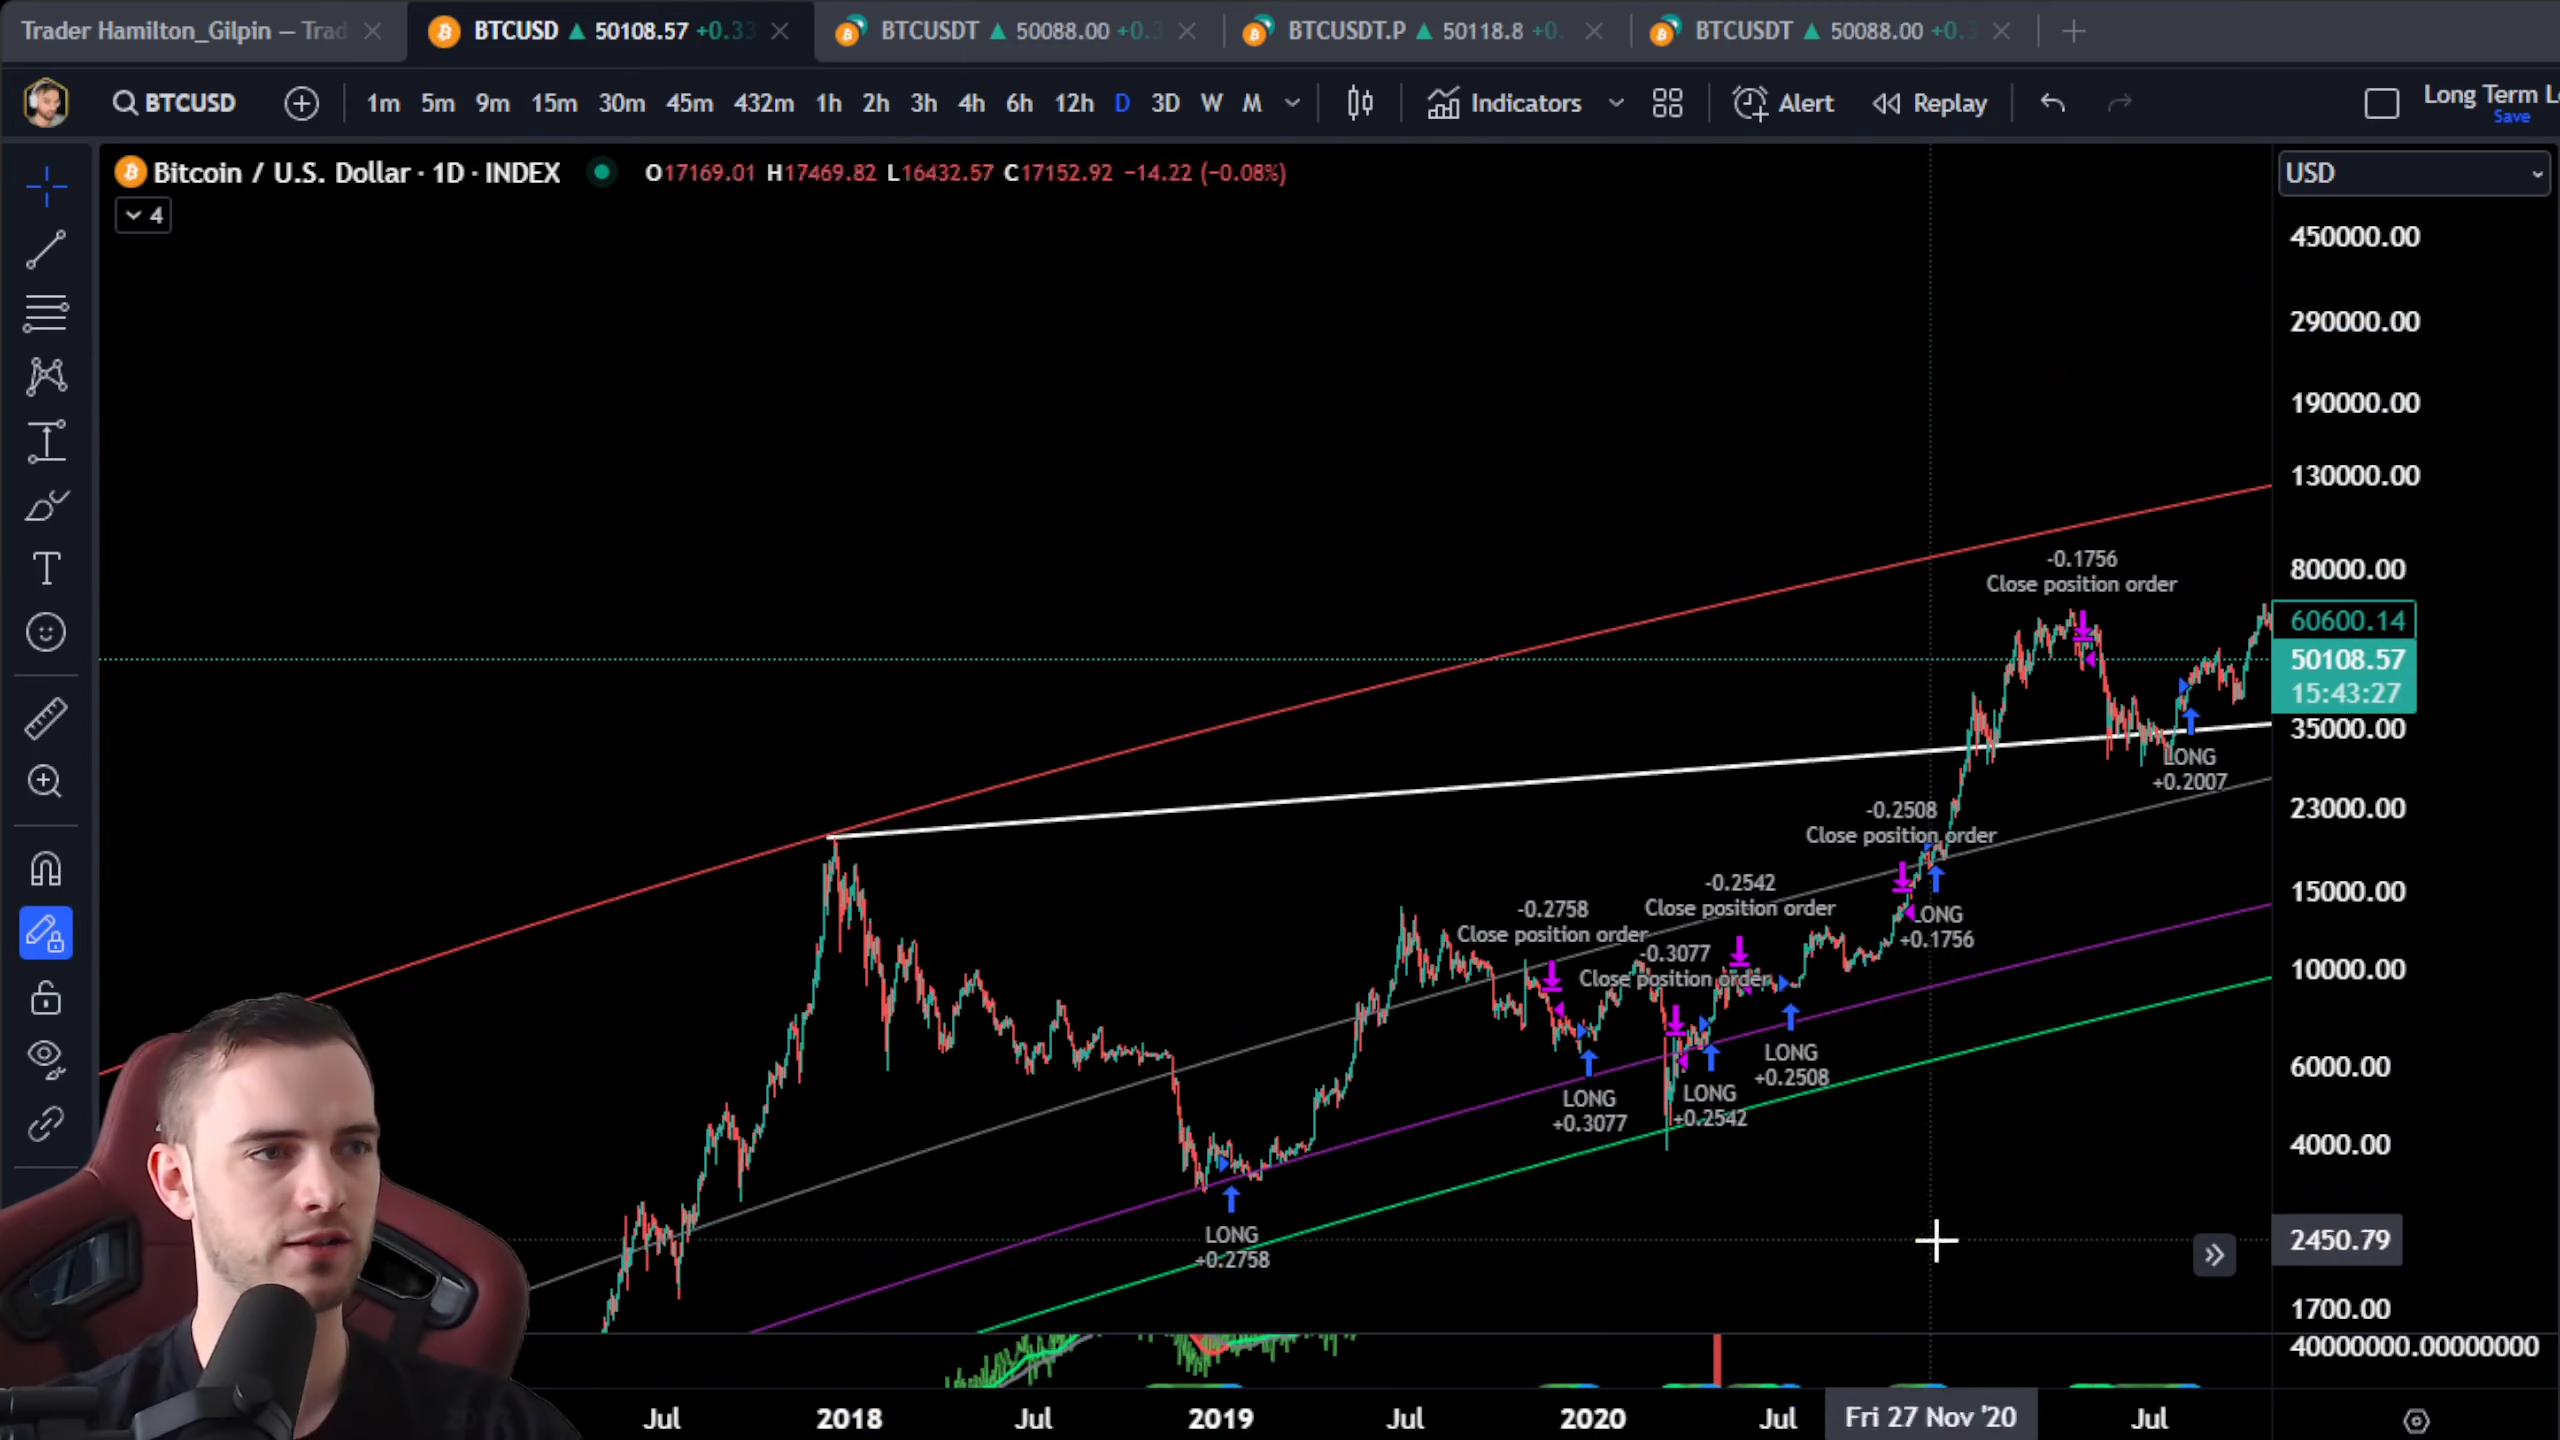 Trader Hamilton_Gilpin — Trad
BTCUSD ▲ 50108.57 +0.33
BTCUSDT ▲ 50088.00 +0.3
BTCUSDT.P ▲ 50118.8 +0.
BTCUSDT ▲ 50088.00 +0.3
BTCUSD 1m 5m 9m 15m 30m 45m 432m 1h 2h 3h 4h 6h 12h D 3D W M Indicators Alert Replay Long Term L
Save
Bitcoin / U.S. Dollar · 1D · INDEX O17169.01 H17469.82 L16432.57 C17152.92 −14.22 (−0.08%)
USD
4
450000.00
290000.00
190000.00
130000.00
80000.00
60600.14
50108.57
15:43:27
35000.00
23000.00
15000.00
10000.00
6000.00
4000.00
2450.79
1700.00
40000000.00000000
-0.1756
Close position order
LONG
+0.2007
-0.2508
Close position order
LONG
+0.1756
-0.2542
Close position order
-0.2758
Close position order
-0.3077
Close position order
LONG
+0.2508
LONG
+0.2542
LONG
+0.3077
LONG
+0.2758
Jul 2018 Jul 2019 Jul 2020 Jul Fri 27 Nov '20 Jul